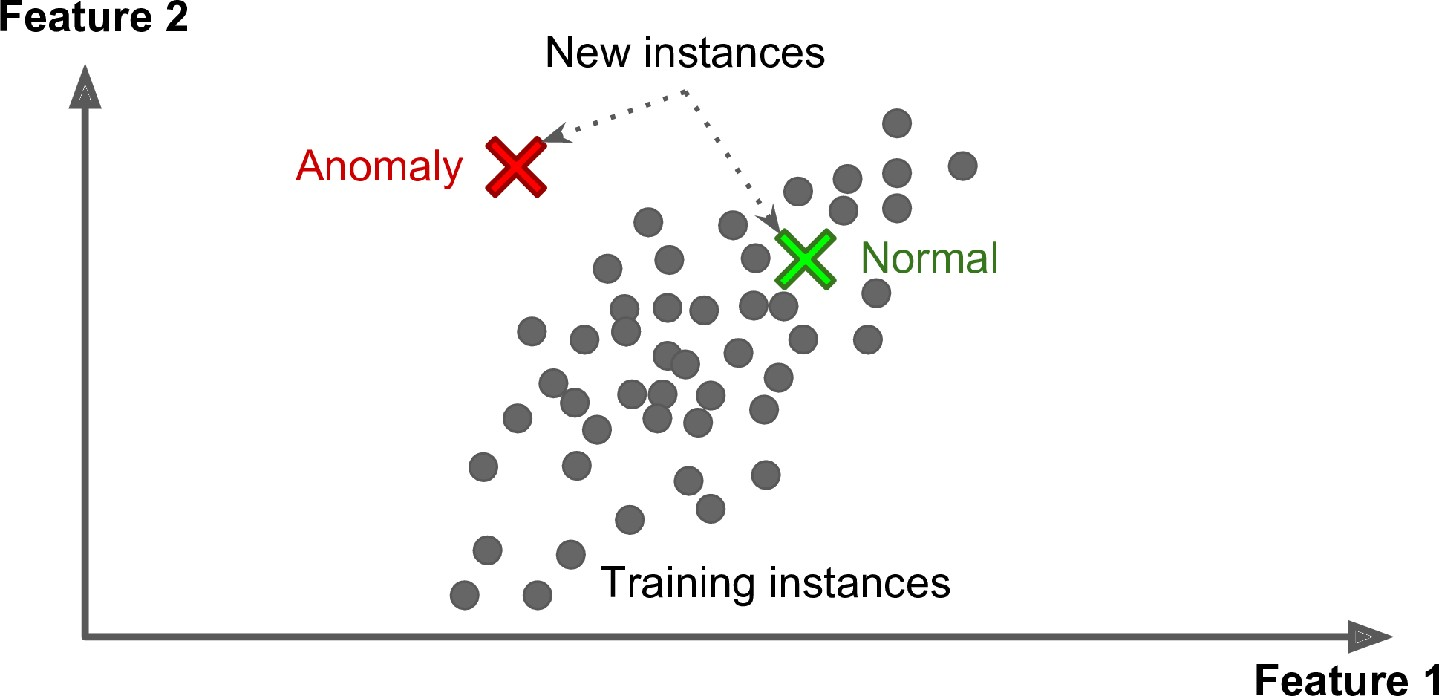 Feature 2
New instances
Anomaly
Normal
Training instances
Feature 1